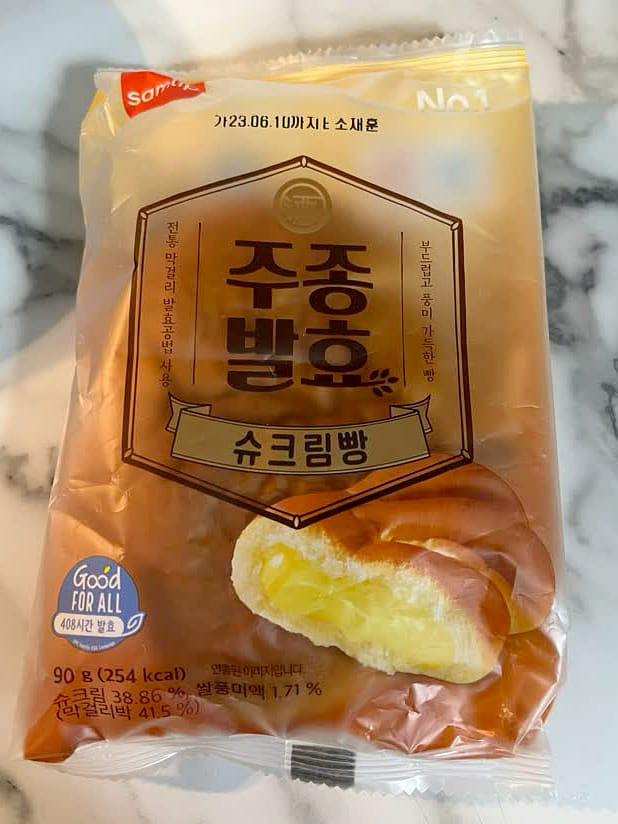 No.1
가23.06.10까지 소재훈
전통 막걸리 발효공법 사용
주종
발효
부드럽고 풍미 가득한 빵
슈크림빵
Good
FOR ALL
408시간 발효
90 g (254 kcal)
연출된 이미지입니다.
슈크림 38.86 %, 쌀풍미액 1.71 %
(막걸리박 41.5 %)